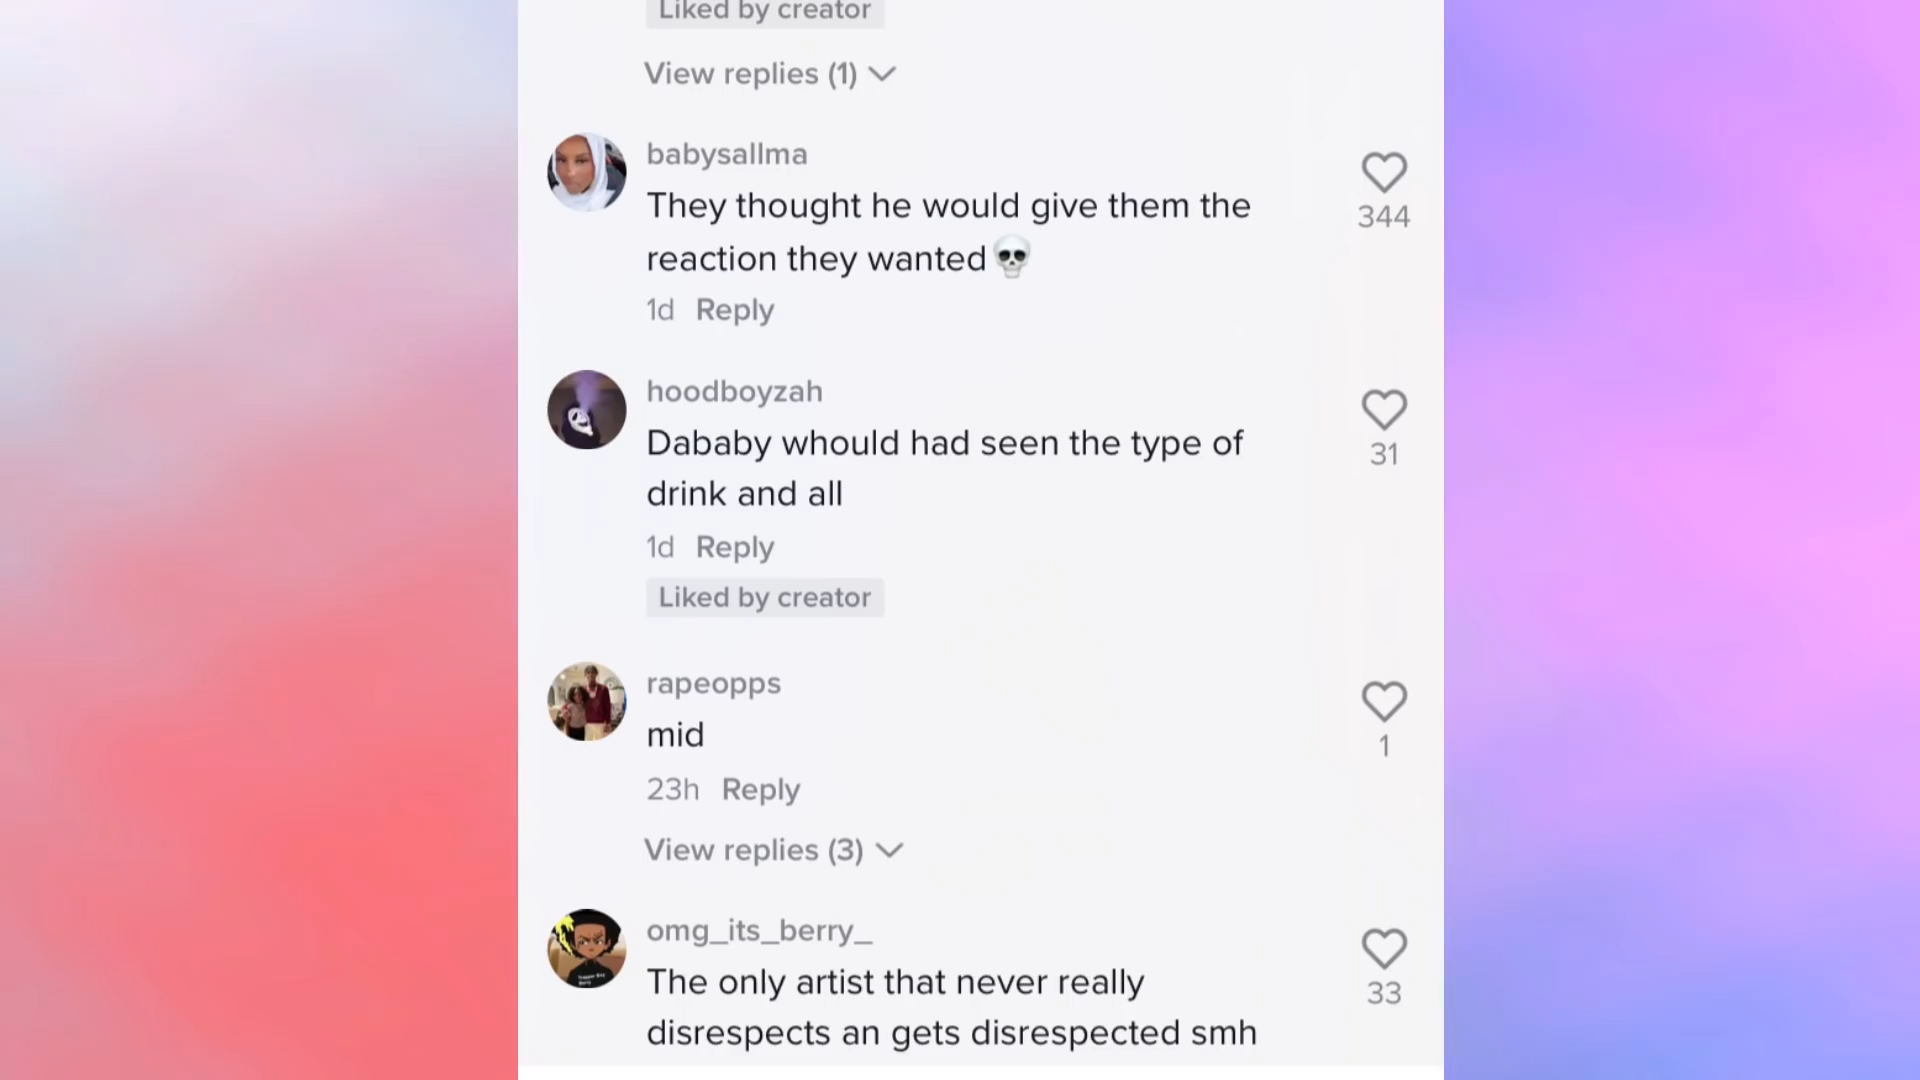 Liked by creator
View replies (1)
babysallma
They thought he would give them the
reaction they wanted💀
344
1d Reply
hoodboyzah
Dababy whould had seen the type of
drink and all
31
1d Reply
Liked by creator
rapeopps
mid
1
23h Reply
View replies (3)
omg_its_berry_
The only artist that never really
disrespects an gets disrespected smh
33